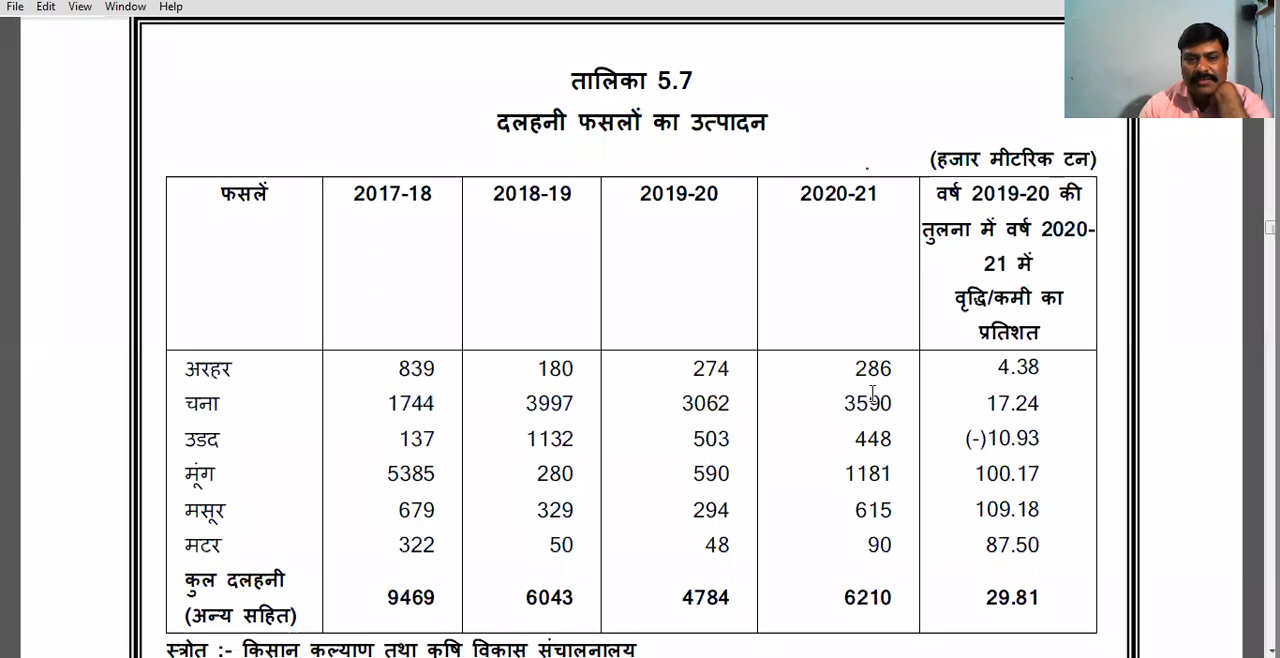 File Edit View Window Help
तालिका 5.7
दलहनी फसलों का उत्पादन
(हजार मीटरिक टन)
फसलें 2017-18 2018-19 2019-20 2020-21 वर्ष 2019-20 की
तुलना में वर्ष 2020-
21 में
वृद्धि/कमी का
प्रतिशत
अरहर 839 180 274 286 4.38
चना 1744 3997 3062 3590 17.24
उडद 137 1132 503 448 (-)10.93
मूंग 5385 280 590 1181 100.17
मसूर 679 329 294 615 109.18
मटर 322 50 48 90 87.50
कुल दलहनी
(अन्य सहित) 9469 6043 4784 6210 29.81
स्त्रोत :- किसान कल्याण तथा कृषि विकास संचालनालय